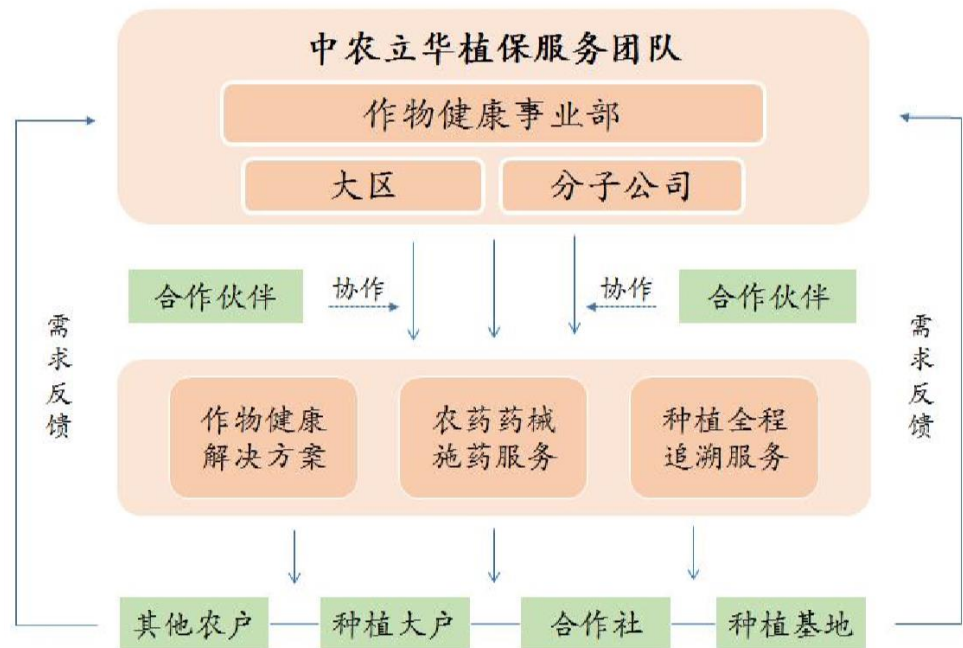 中农立华植保服务团队
作物健康事业部
大区
分子公司
合作伙伴
协作
协作
合作伙伴
需求反馈
需求反馈
作物健康
解决方案
农药药械
施药服务
种植全程
追溯服务
其他农户
种植大户
合作社
种植基地